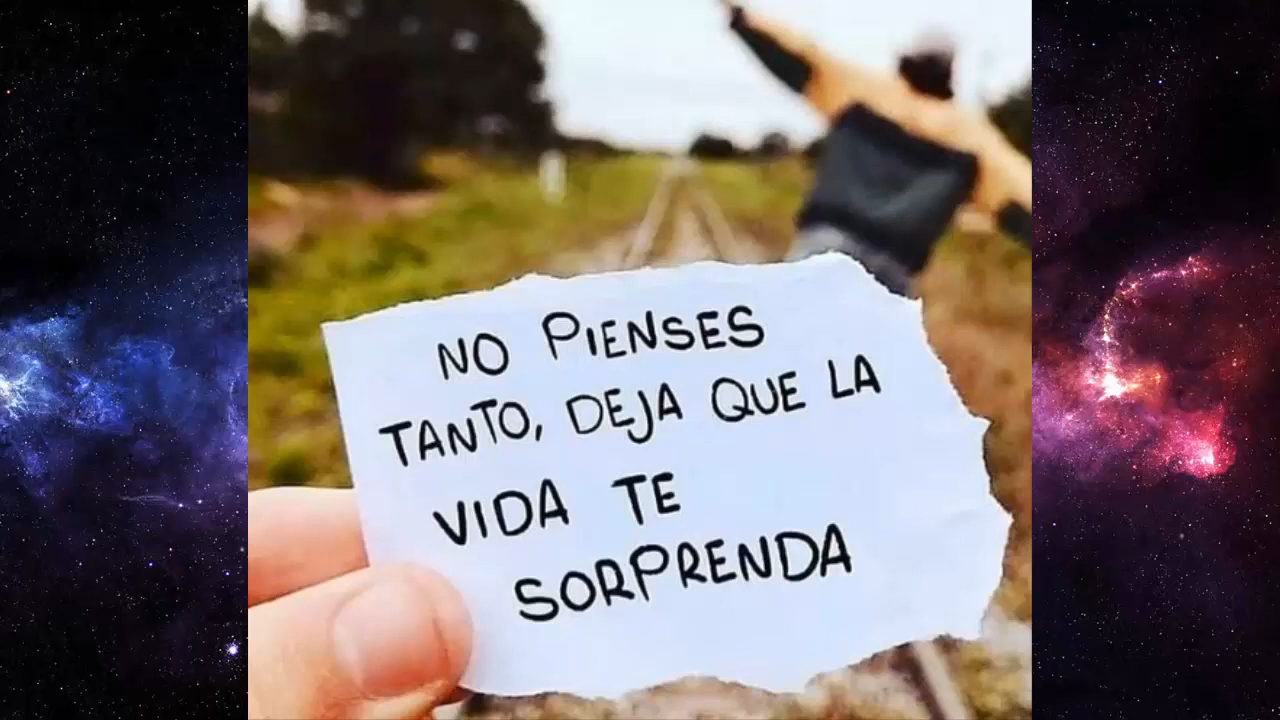 NO PIENSES
TANTO, DEJA QUE LA
VIDA TE
SORPRENDA